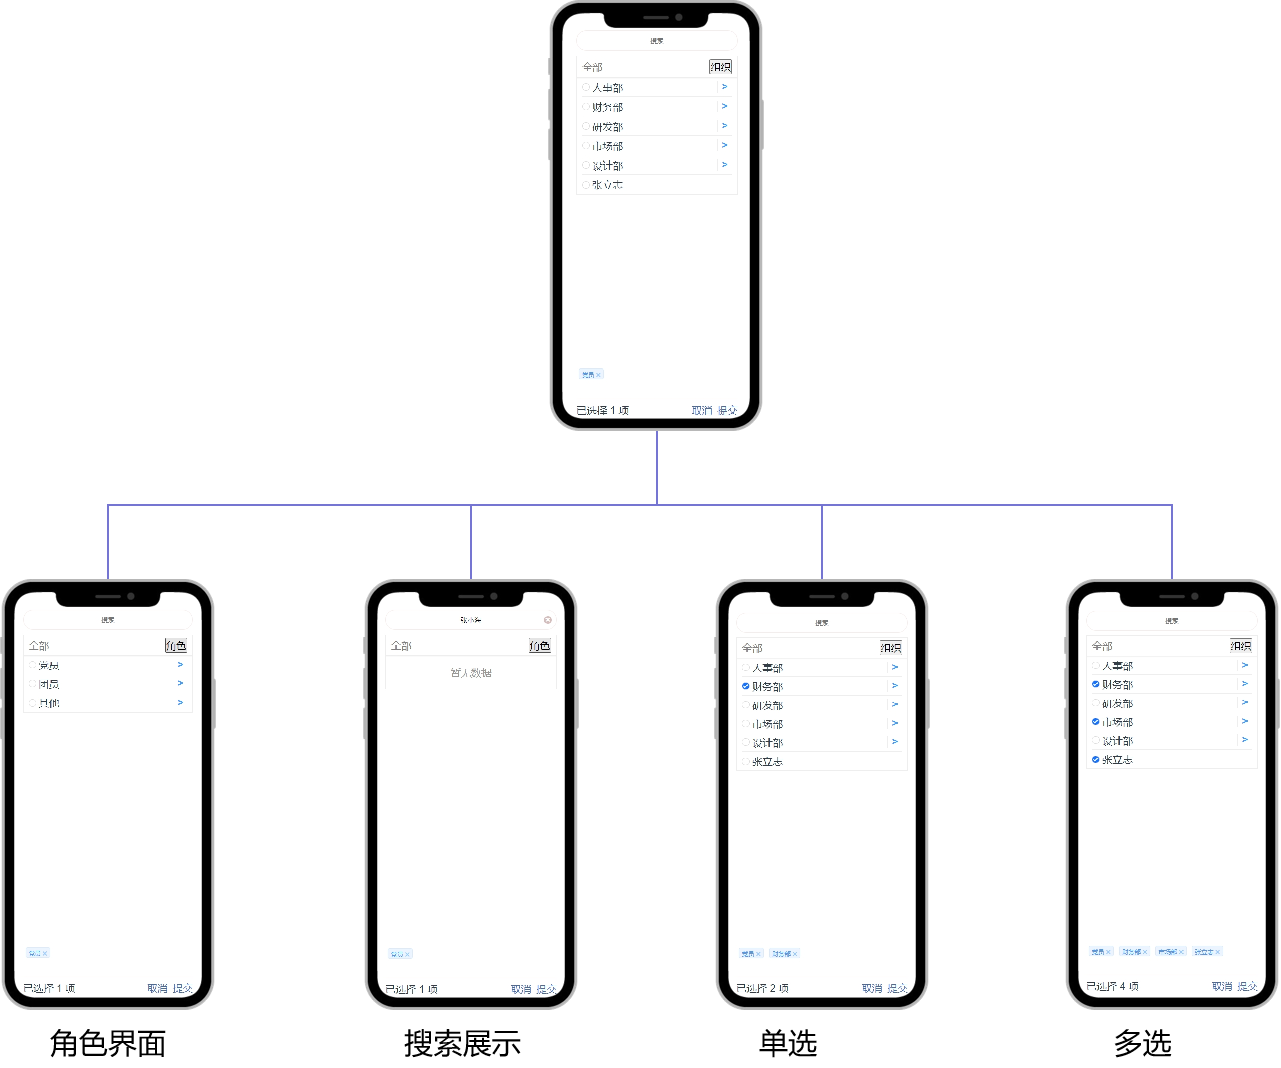 搜索
全部 组织
人事部 >
财务部 >
研发部 >
市场部 >
设计部 >
张立志
党员 ×
已选择 1 项 取消 提交
搜索
全部 角色
党员 >
团员 >
其他 >
党员 ×
已选择 1 项 取消 提交
角色界面
全部 角色
暂无数据
党员 ×
已选择 1 项 取消 提交
搜索展示
搜索
全部 组织
人事部 >
财务部 >
研发部 >
市场部 >
设计部 >
张立志
党员 × 财务部 ×
已选择 2 项 取消 提交
单选
搜索
全部 组织
人事部 >
财务部 >
研发部 >
市场部 >
设计部 >
张立志
党员 × 财务部 × 市场部 × 张立志 ×
已选择 4 项 取消 提交
多选